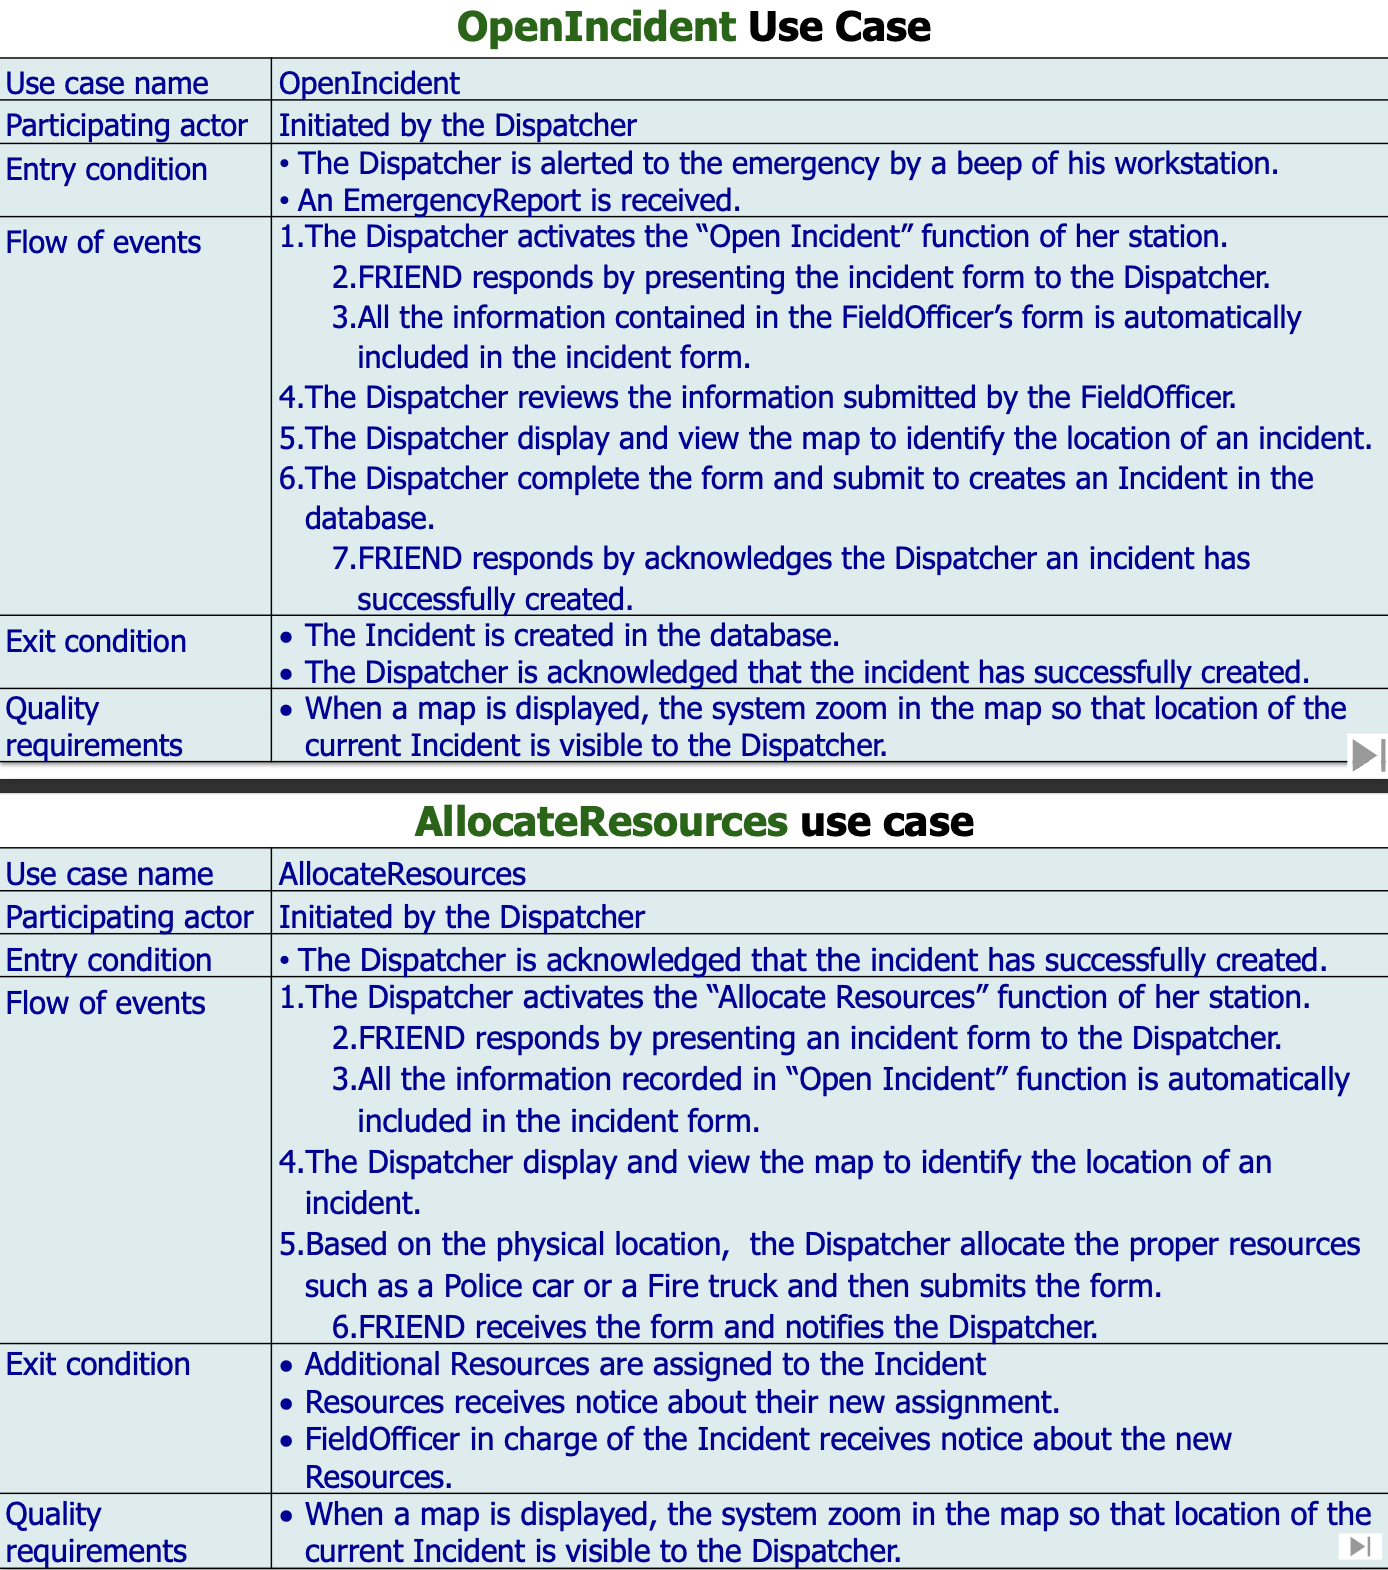 OpenIncident Use Case
Use case name OpenIncident
Participating actor Initiated by the Dispatcher
Entry condition • The Dispatcher is alerted to the emergency by a beep of his workstation.
• An EmergencyReport is received.
Flow of events 1.The Dispatcher activates the “Open Incident” function of her station.
2.FRIEND responds by presenting the incident form to the Dispatcher.
3.All the information contained in the FieldOfficer’s form is automatically
included in the incident form.
4.The Dispatcher reviews the information submitted by the FieldOfficer.
5.The Dispatcher display and view the map to identify the location of an incident.
6.The Dispatcher complete the form and submit to creates an Incident in the
database.
7.FRIEND responds by acknowledges the Dispatcher an incident has
successfully created.
Exit condition • The Incident is created in the database.
• The Dispatcher is acknowledged that the incident has successfully created.
Quality • When a map is displayed, the system zoom in the map so that location of the
requirements current Incident is visible to the Dispatcher.
AllocateResources use case
Use case name AllocateResources
Participating actor Initiated by the Dispatcher
Entry condition • The Dispatcher is acknowledged that the incident has successfully created.
Flow of events 1.The Dispatcher activates the “Allocate Resources” function of her station.
2.FRIEND responds by presenting an incident form to the Dispatcher.
3.All the information recorded in “Open Incident” function is automatically
included in the incident form.
4.The Dispatcher display and view the map to identify the location of an
incident.
5.Based on the physical location, the Dispatcher allocate the proper resources
such as a Police car or a Fire truck and then submits the form.
6.FRIEND receives the form and notifies the Dispatcher.
Exit condition • Additional Resources are assigned to the Incident
• Resources receives notice about their new assignment.
• FieldOfficer in charge of the Incident receives notice about the new
Resources.
Quality • When a map is displayed, the system zoom in the map so that location of the
requirements current Incident is visible to the Dispatcher.